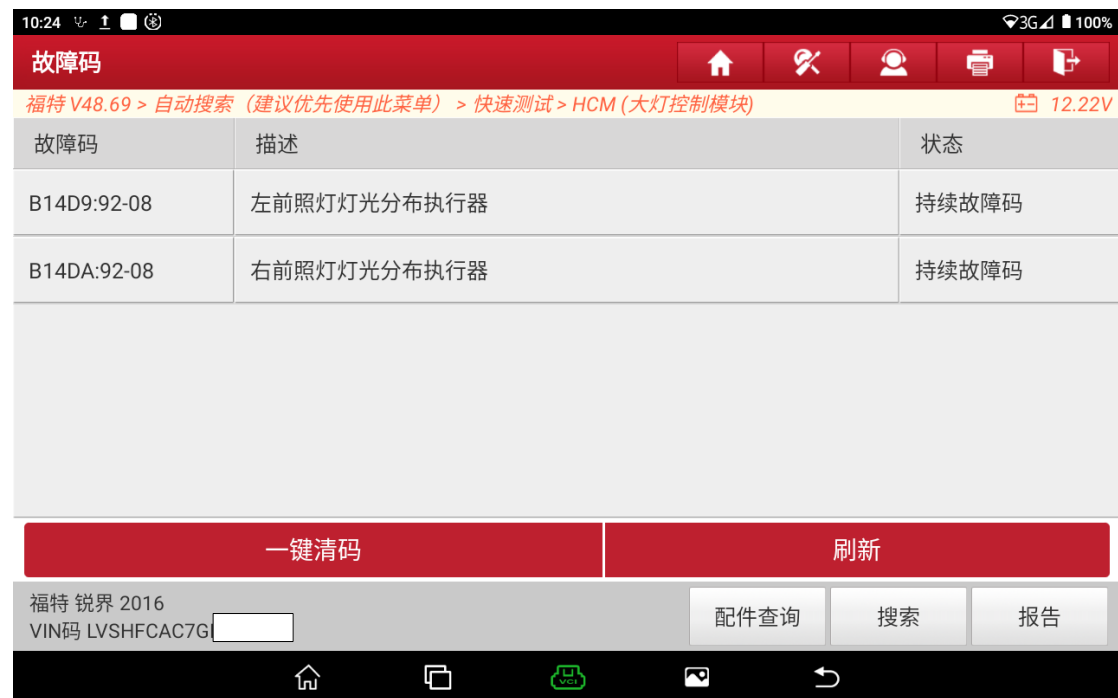 10:24
3G
100%
故障码
福特 V48.69 > 自动搜索（建议优先使用此菜单） > 快速测试 > HCM (大灯控制模块)
12.22V
故障码 描述 状态
B14D9:92-08 左前照灯灯光分布执行器 持续故障码
B14DA:92-08 右前照灯灯光分布执行器 持续故障码
一键清码 刷新
福特 锐界 2016
VIN码 LVSHFCAC7G
配件查询 搜索 报告
VCI